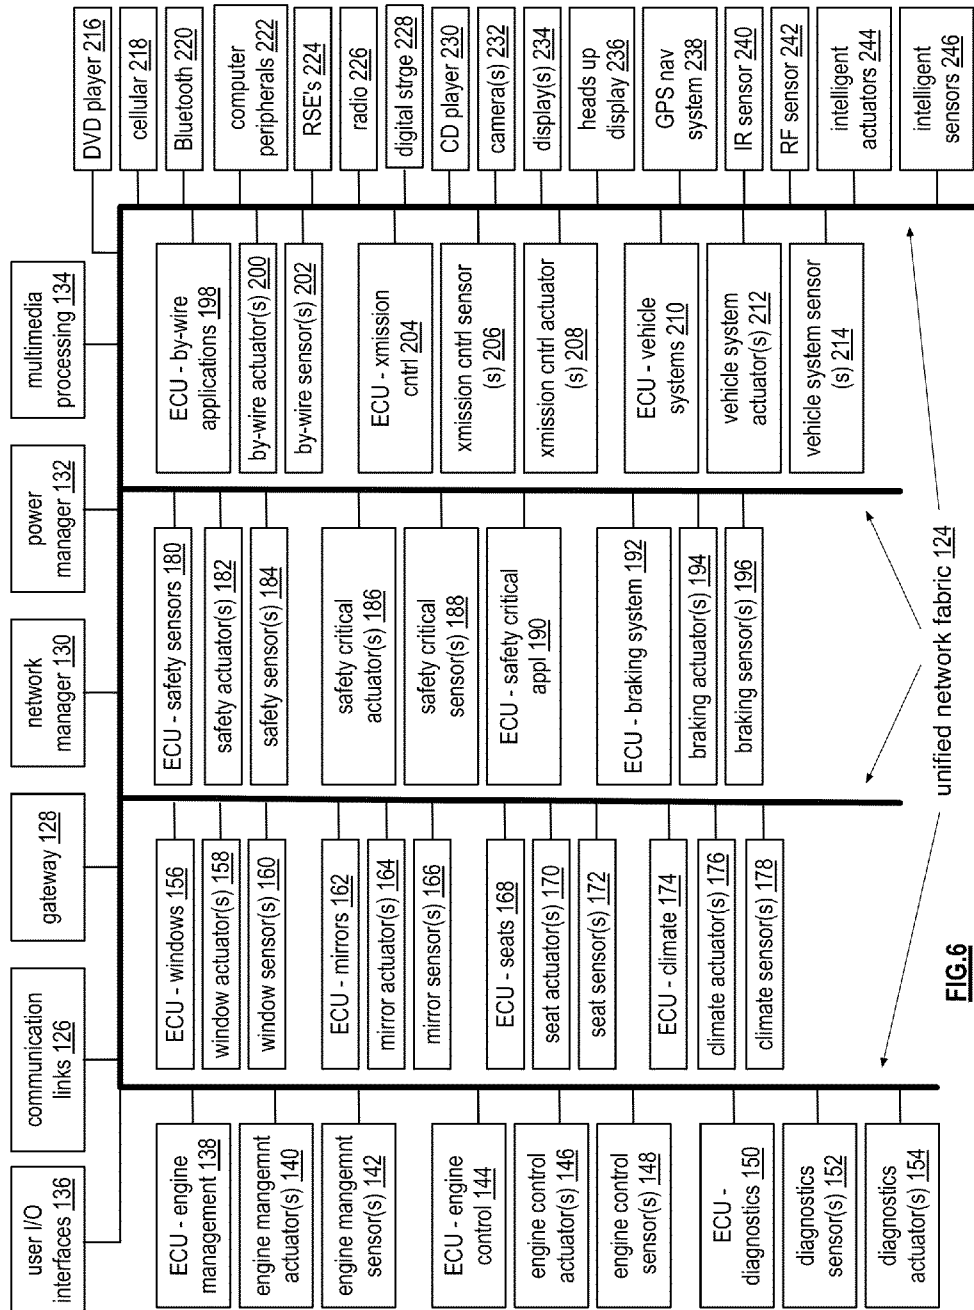 user I/O
interfaces 136
communication
links 126
gateway 128
network
manager 130
power
manager 132
multimedia
processing 134
ECU - engine
management 138
engine mangemnt
actuator(s) 140
engine mangemnt
sensor(s) 142
ECU - engine
control 144
engine control
actuator(s) 146
engine control
sensor(s) 148
ECU -
diagnostics 150
diagnostics
sensor(s) 152
diagnostics
actuator(s) 154
ECU - windows 156
window actuator(s) 158
window sensor(s) 160
ECU - mirrors 162
mirror actuator(s) 164
mirror sensor(s) 166
ECU - seats 168
seat actuator(s) 170
seat sensor(s) 172
ECU - climate 174
climate actuator(s) 176
climate sensor(s) 178
ECU - safety sensors 180
safety actuator(s) 182
safety sensor(s) 184
safety critical
actuator(s) 186
safety critical
sensor(s) 188
ECU - safety critical
appl 190
ECU - braking system 192
braking actuator(s) 194
braking sensor(s) 196
ECU - by-wire
applications 198
by-wire actuator(s) 200
by-wire sensor(s) 202
ECU - xmission
cntrl 204
xmission cntrl sensor
(s) 206
xmission cntrl actuator
(s) 208
ECU - vehicle
systems 210
vehicle system
actuator(s) 212
vehicle system sensor
(s) 214
DVD player 216
cellular 218
Bluetooth 220
computer
peripherals 222
RSE's 224
radio 226
digital strge 228
CD player 230
camera(s) 232
display(s) 234
heads up
display 236
GPS nav
system 238
IR sensor 240
RF sensor 242
intelligent
actuators 244
intelligent
sensors 246
unified network fabric 124
FIG.6